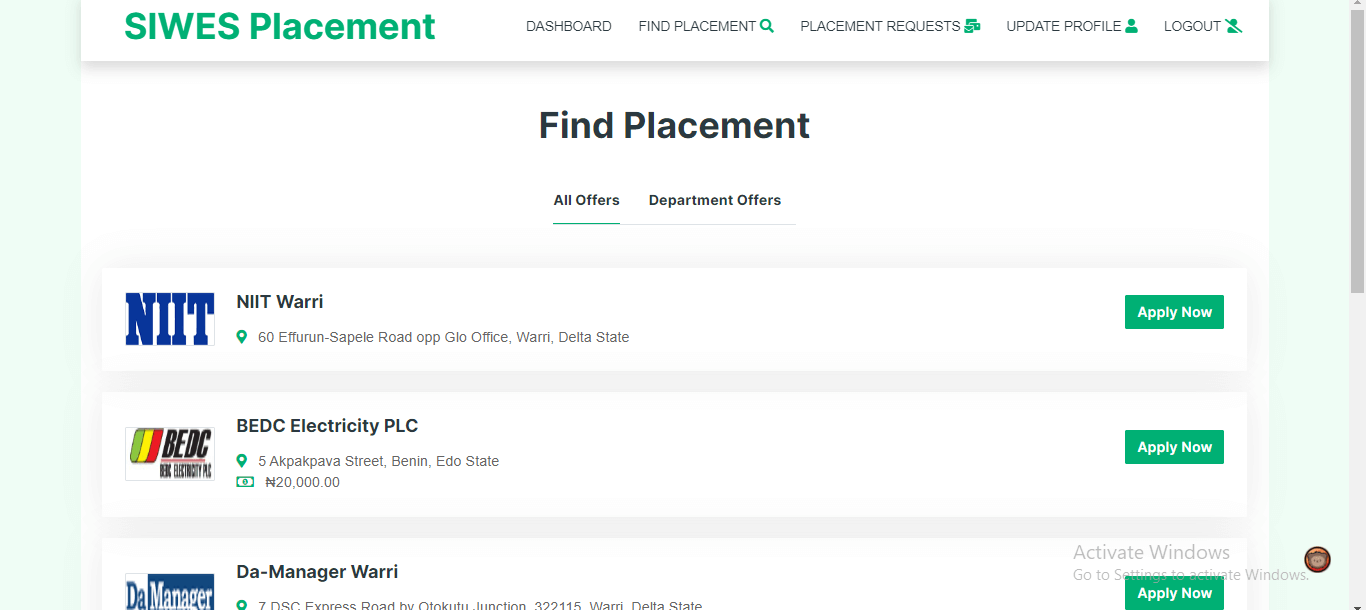 SIWES Placement
DASHBOARD FIND PLACEMENT PLACEMENT REQUESTS UPDATE PROFILE LOGOUT
Find Placement
All Offers Department Offers
NIIT
NIIT Warri
Apply Now
60 Effurun-Sapele Road opp Glo Office, Warri, Delta State
BEDC
BEDC ELECTRICITY PLC
BEDC Electricity PLC
Apply Now
5 Akpakpava Street, Benin, Edo State
₦20,000.00
Da Manager
Da-Manager Warri
Apply Now
7 DSC Express Road by Otokutu Junction, 322115, Warri, Delta State
Activate Windows
Go to Settings to activate Windows.